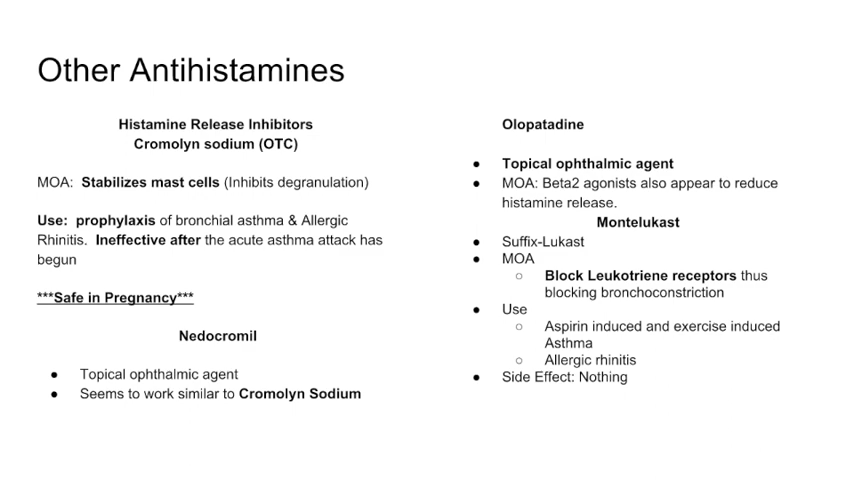 Other Antihistamines
Histamine Release Inhibitors
Cromolyn sodium (OTC)
MOA: Stabilizes mast cells (Inhibits degranulation)
Use: prophylaxis of bronchial asthma & Allergic
Rhinitis. Ineffective after the acute asthma attack has
begun
***Safe in Pregnancy***
Nedocromil
● Topical ophthalmic agent
● Seems to work similar to Cromolyn Sodium
Olopatadine
● Topical ophthalmic agent
● MOA: Beta2 agonists also appear to reduce
histamine release.
Montelukast
● Suffix-Lukast
● MOA
○ Block Leukotriene receptors thus
blocking bronchoconstriction
● Use
○ Aspirin induced and exercise induced
Asthma
○ Allergic rhinitis
● Side Effect: Nothing